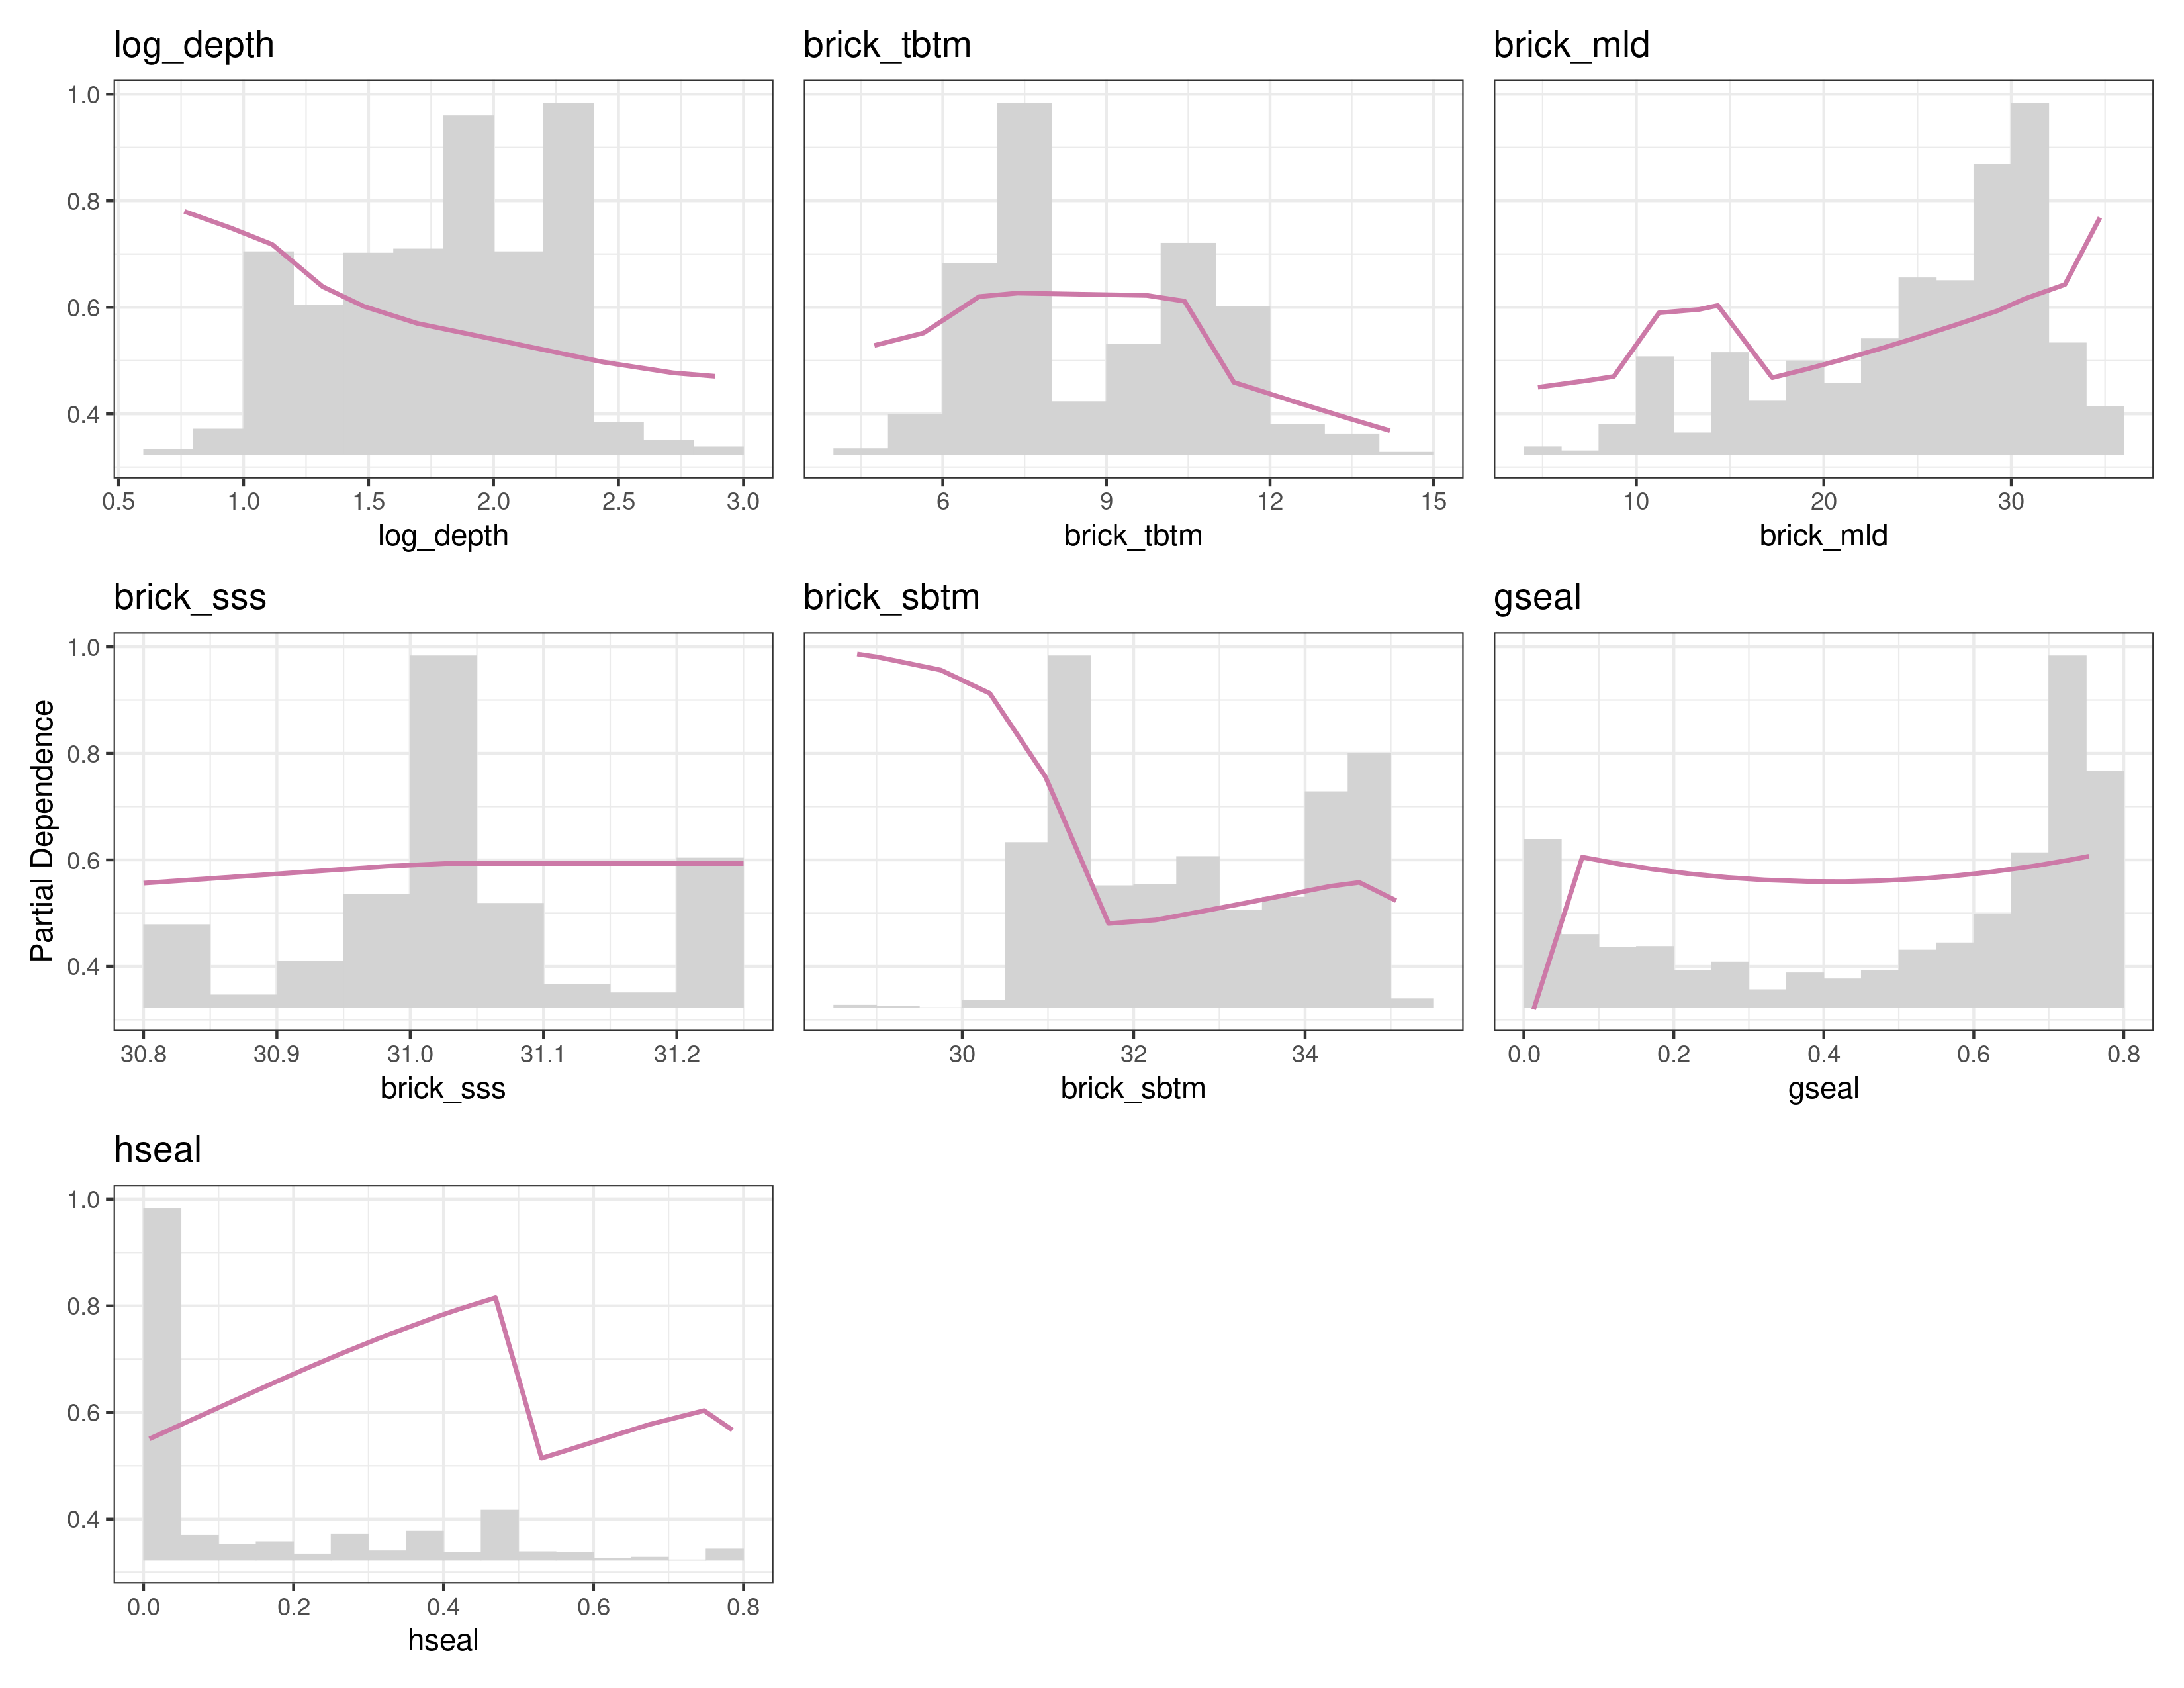 log_depth
brick_tbtm
brick_mld
1.0
0.8
0.6
0.4
0.5 1.0 1.5 2.0 2.5 3.0
6 9 12 15
10 20 30
log_depth
brick_tbtm
brick_mld
brick_sss
brick_sbtm
gseal
Partial Dependence
1.0
0.8
0.6
0.4
30.8 30.9 31.0 31.1 31.2
30 32 34
0.0 0.2 0.4 0.6 0.8
brick_sss
brick_sbtm
gseal
hseal
1.0
0.8
0.6
0.4
0.0 0.2 0.4 0.6 0.8
hseal